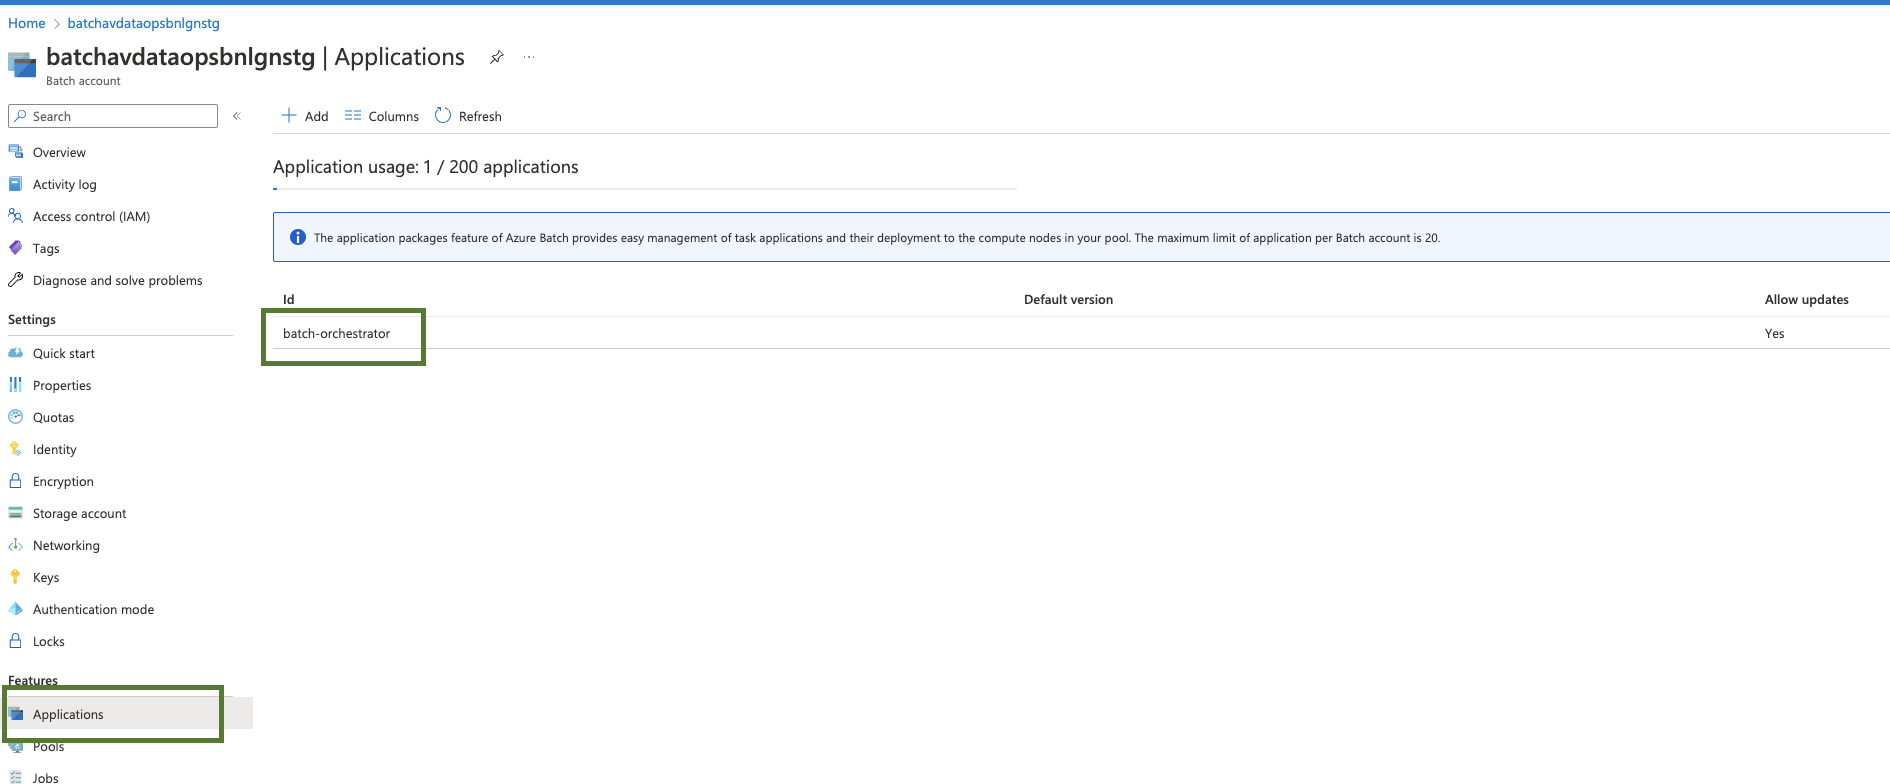 Home > batchavdataopsbnlgnstg
batchavdataopsbnlgnstg | Applications
Batch account
Search
Add Columns Refresh
Overview
Activity log
Access control (IAM)
Tags
Diagnose and solve problems
Settings
Quick start
Properties
Quotas
Identity
Encryption
Storage account
Networking
Keys
Authentication mode
Locks
Features
Applications
Pools
Jobs
Application usage: 1 / 200 applications
The application packages feature of Azure Batch provides easy management of task applications and their deployment to the compute nodes in your pool. The maximum limit of application per Batch account is 20.
Id Default version Allow updates
batch-orchestrator Yes